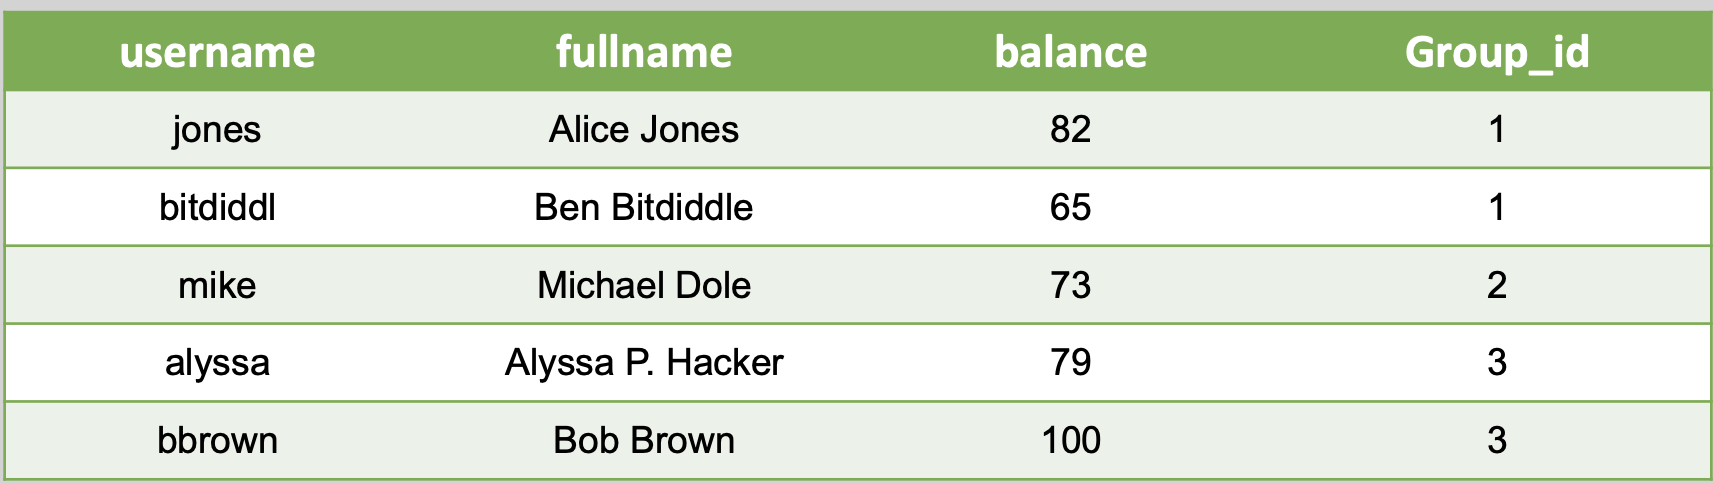 username fullname balance Group_id
jones Alice Jones 82 1
bitdiddl Ben Bitdiddle 65 1
mike Michael Dole 73 2
alyssa Alyssa P. Hacker 79 3
bbrown Bob Brown 100 3